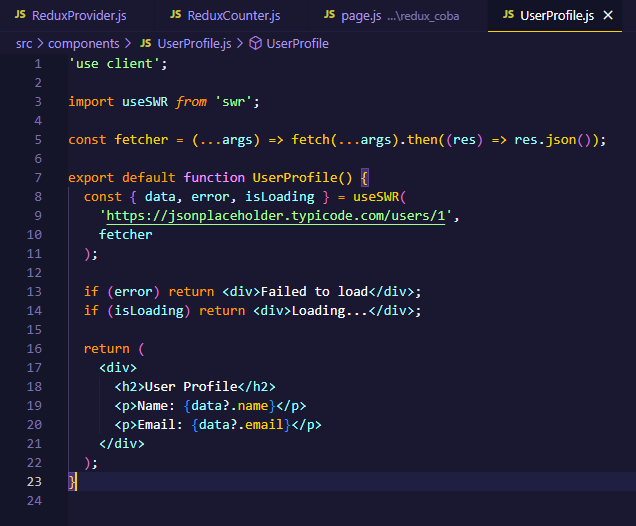 JS ReduxProvider.js JS ReduxCounter.js JS page.js ...\redux_coba JS UserProfile.js ×
src > components > JS UserProfile.js > UserProfile
1 'use client';
2
3 import useSWR from 'swr';
4
5 const fetcher = (...args) => fetch(...args).then((res) => res.json());
6
7 export default function UserProfile() {
8   const { data, error, isLoading } = useSWR(
9     'https://jsonplaceholder.typicode.com/users/1',
10     fetcher
11   );
12
13   if (error) return <div>Failed to load</div>;
14   if (isLoading) return <div>Loading...</div>;
15
16   return (
17     <div>
18       <h2>User Profile</h2>
19       <p>Name: {data?.name}</p>
20       <p>Email: {data?.email}</p>
21     </div>
22   );
23 }
24